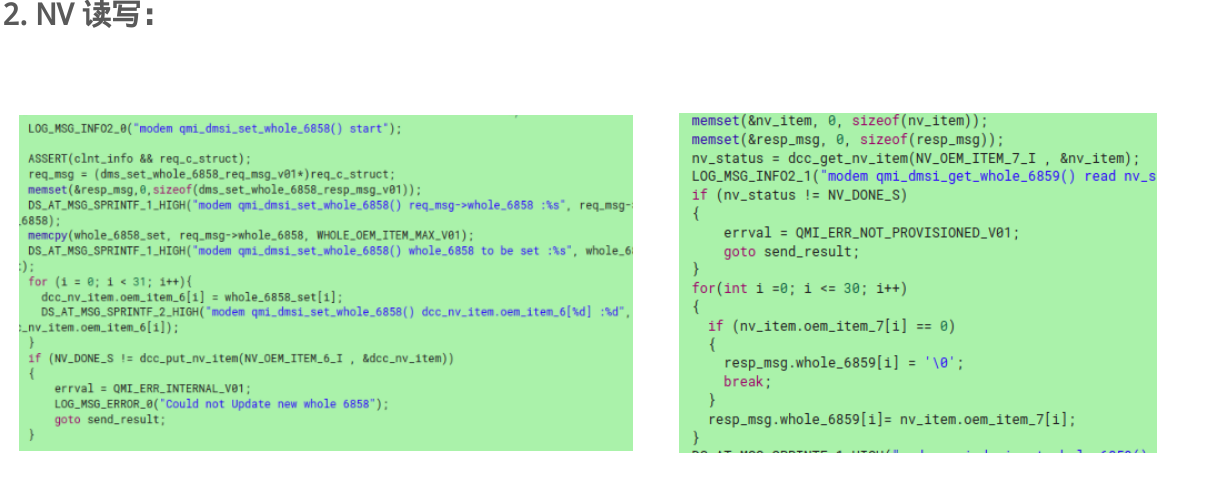 2. NV 读写：
LOG_MSG_INFO2_0("modem qmi_dmsi_set_whole_6858() start");
ASSERT(clnt_info && req_c_struct);
req_msg = (dms_set_whole_6858_req_msg_v01*)req_c_struct;
memset(&resp_msg,0,sizeof(dms_set_whole_6858_resp_msg_v01));
DS_AT_MSG_SPRINTF_1_HIGH("modem qmi_dmsi_set_whole_6858() req_msg->whole_6858 :%s", req_msg-
6858);
memcpy(whole_6858_set, req_msg->whole_6858, WHOLE_OEM_ITEM_MAX_V01);
DS_AT_MSG_SPRINTF_1_HIGH("modem qmi_dmsi_set_whole_6858() whole_6858 to be set :%s", whole_6
);
for (i = 0; i < 31; i++){
dcc_nv_item.oem_item_6[i] = whole_6858_set[i];
DS_AT_MSG_SPRINTF_2_HIGH("modem qmi_dmsi_set_whole_6858() dcc_nv_item.oem_item_6[%d] :%d",
_nv_item.oem_item_6[i]);
}
if (NV_DONE_S != dcc_put_nv_item(NV_OEM_ITEM_6_I , &dcc_nv_item))
{
errval = QMI_ERR_INTERNAL_V01;
LOG_MSG_ERROR_0("Could not Update new whole 6858");
goto send_result;
}
memset(&nv_item, 0, sizeof(nv_item));
memset(&resp_msg, 0, sizeof(resp_msg));
nv_status = dcc_get_nv_item(NV_OEM_ITEM_7_I , &nv_item);
LOG_MSG_INFO2_1("modem qmi_dmsi_get_whole_6859() read nv_s
if (nv_status != NV_DONE_S)
{
errval = QMI_ERR_NOT_PROVISIONED_V01;
goto send_result;
}
for(int i =0; i <= 30; i++)
{
if (nv_item.oem_item_7[i] == 0)
{
resp_msg.whole_6859[i] = '\0';
break;
}
resp_msg.whole_6859[i]= nv_item.oem_item_7[i];
}